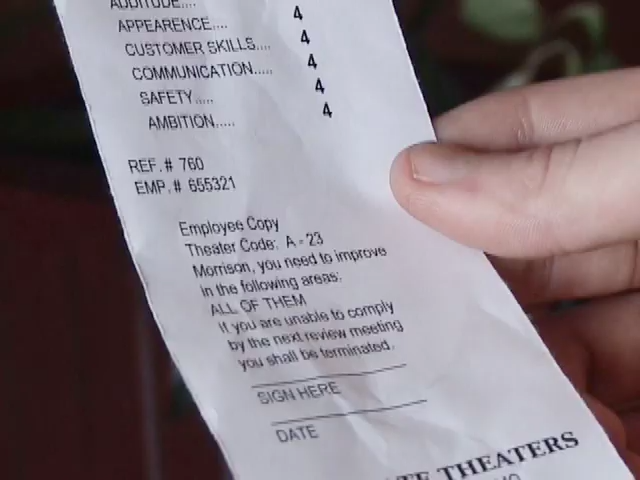 APPEARENCE.... 4
CUSTOMER SKILLS.... 4
COMMUNICATION..... 4
SAFETY..... 4
AMBITION..... 4
REF. # 760
EMP. # 655321
Employee Copy
Theater Code: A - 23
Morrison, you need to improve
in the following areas:
ALL OF THEM
If you are unable to comply
by the next review meeting
you shall be terminated.
SIGN HERE
DATE
THEATERS